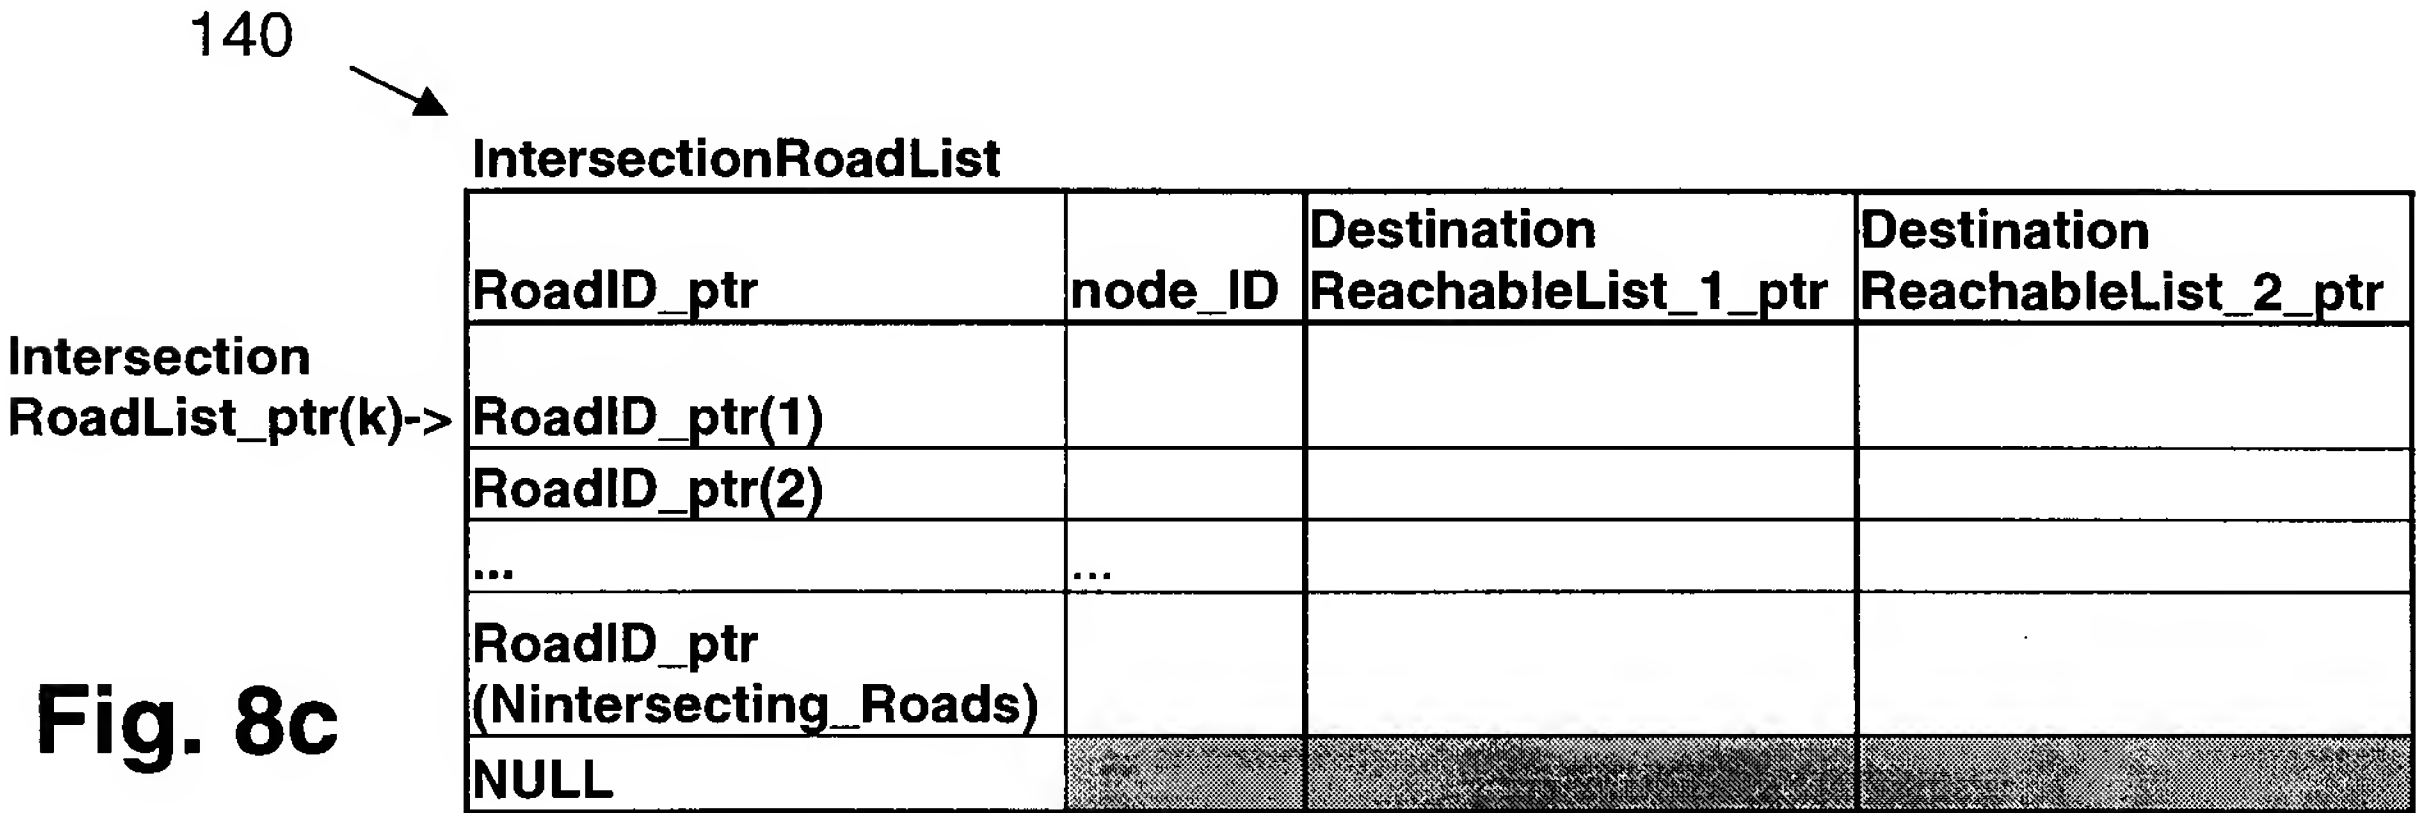 140
IntersectionRoadList
RoadID_ptr
node_ID
Destination
ReachableList_1_ptr
Destination
ReachableList_2_ptr
Intersection
RoadList_ptr(k)->
RoadID_ptr(1)
RoadID_ptr(2)
...
...
RoadID_ptr
(Nintersecting_Roads)
NULL
Fig. 8c